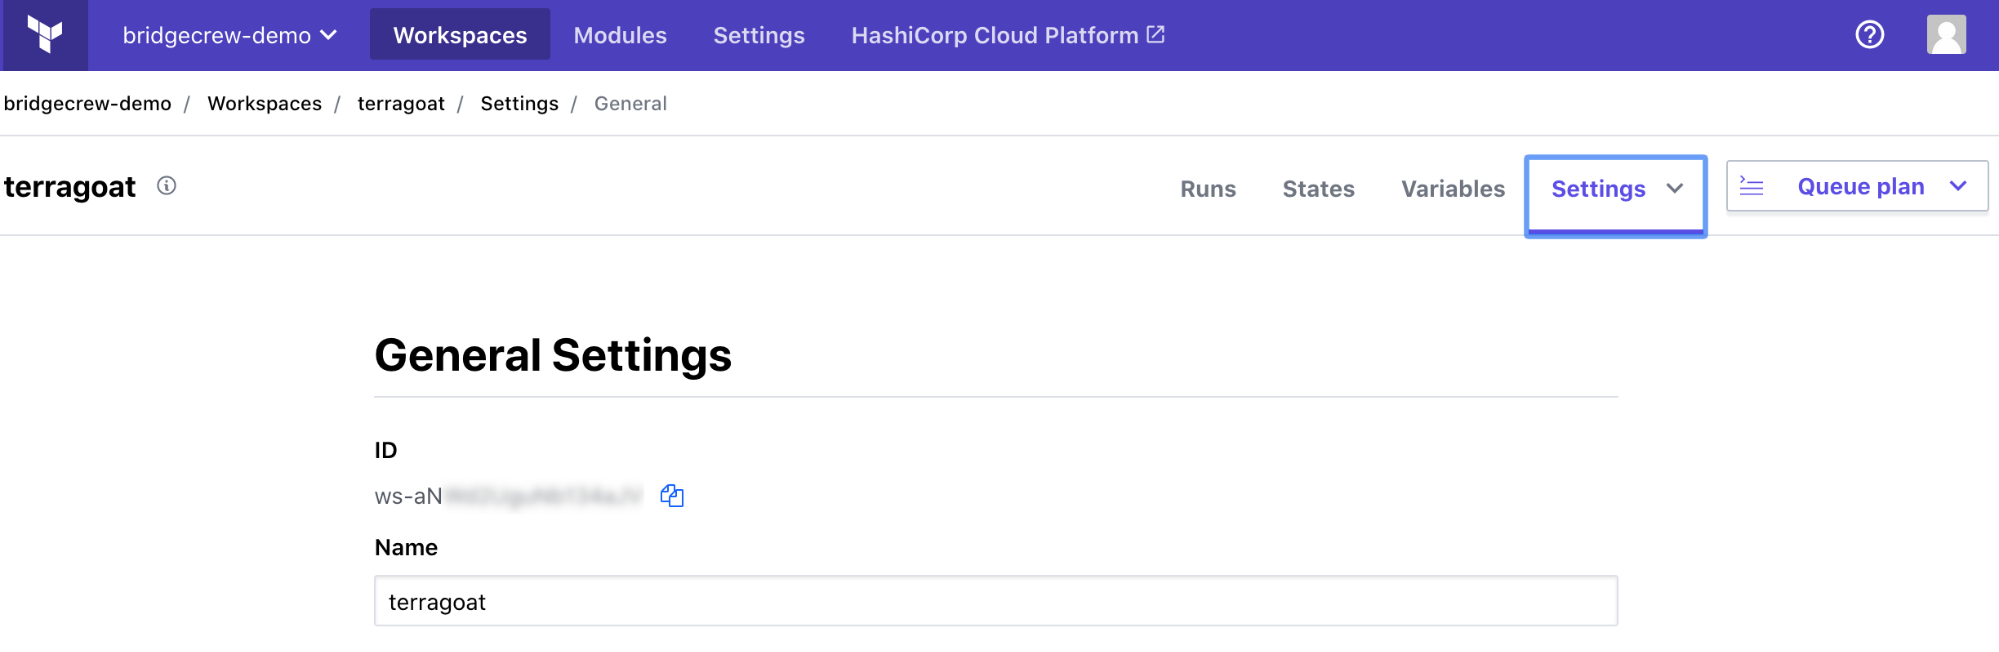 bridgecrew-demo Workspaces Modules Settings HashiCorp Cloud Platform
bridgecrew-demo / Workspaces / terragoat / Settings / General
terragoat Runs States Variables Settings Queue plan
General Settings
ID
ws-aN
Name
terragoat